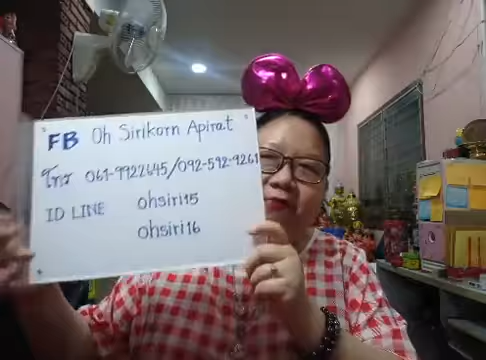 FB Oh Sirikorn Apirat
โทร 061-9922645/092-592-9261
ID LINE ohsiri15
ohsiri16